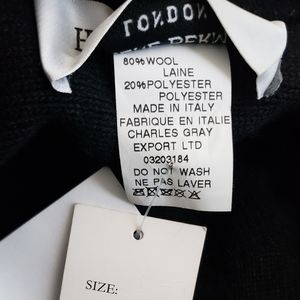 LONDON
H
80%WOOL
LAINE
20%POLYESTER
POLYESTER
MADE IN ITALY
FABRIQUE EN ITALIE
CHARLES GRAY
EXPORT LTD
03203184
DO NOT WASH
NE PAS LAVER
SIZE: